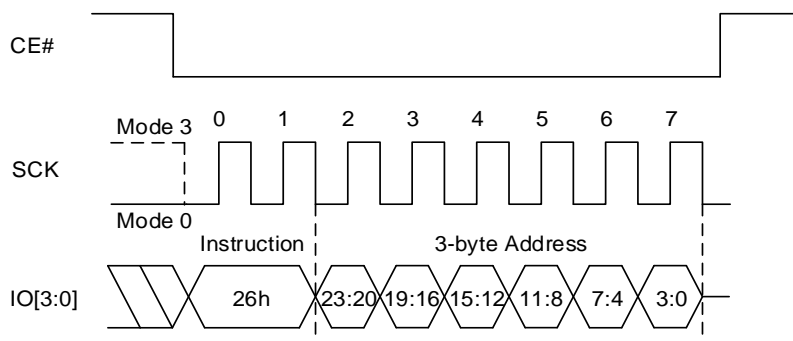 CE#
Mode 3 0 1 2 3 4 5 6 7
SCK
Mode 0
Instruction 3-byte Address
IO[3:0] 26h 23:20 19:16 15:12 11:8 7:4 3:0